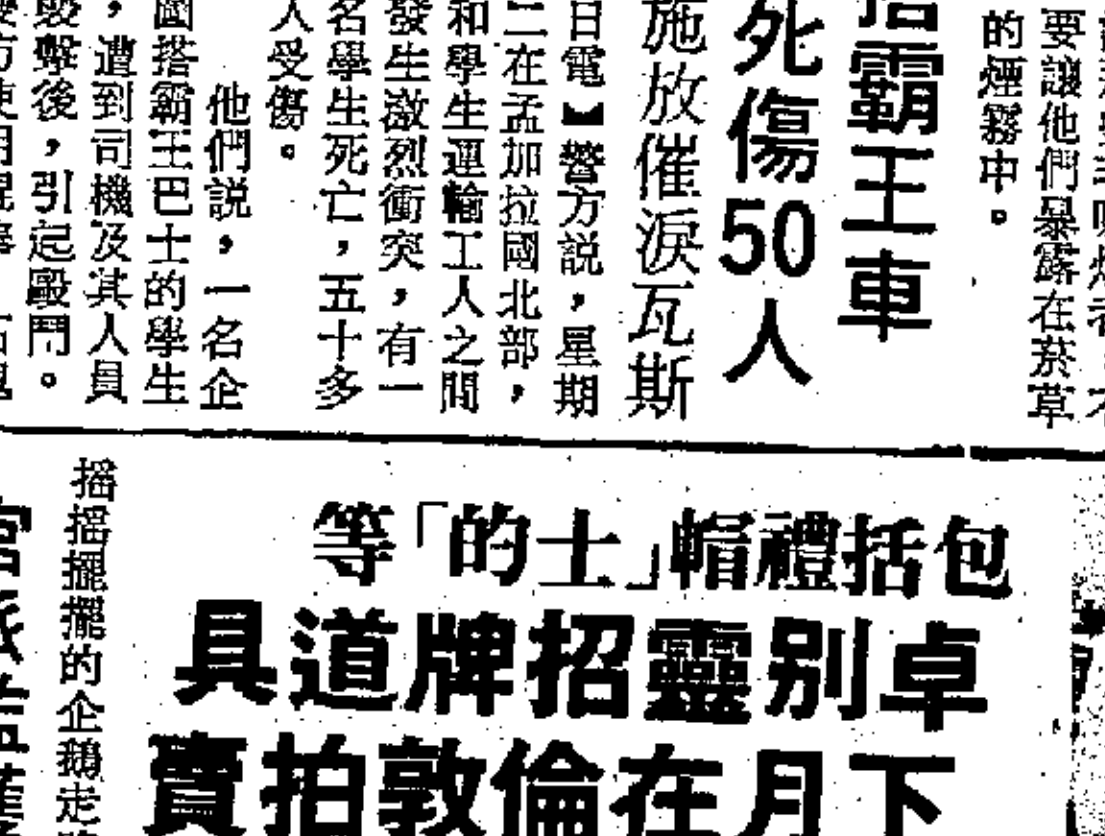 要讓他們暴露在菸草
的煙霧中。
搭霸王車
死傷50人
施放催淚瓦斯
日電】警方說，星期
二在孟加拉國北部，
和學生運輸工人之間
發生激烈衝突，有一
名學生死亡，五十多
人受傷。
他們說，一名企
國搭霸王巴士的學生
，遭到司機及其人員
毆擊後，引起毆鬥。
包括禮帽「的士」等
卓别靈招牌道具
下月在倫敦拍賣
搖搖擺擺的企鵝走